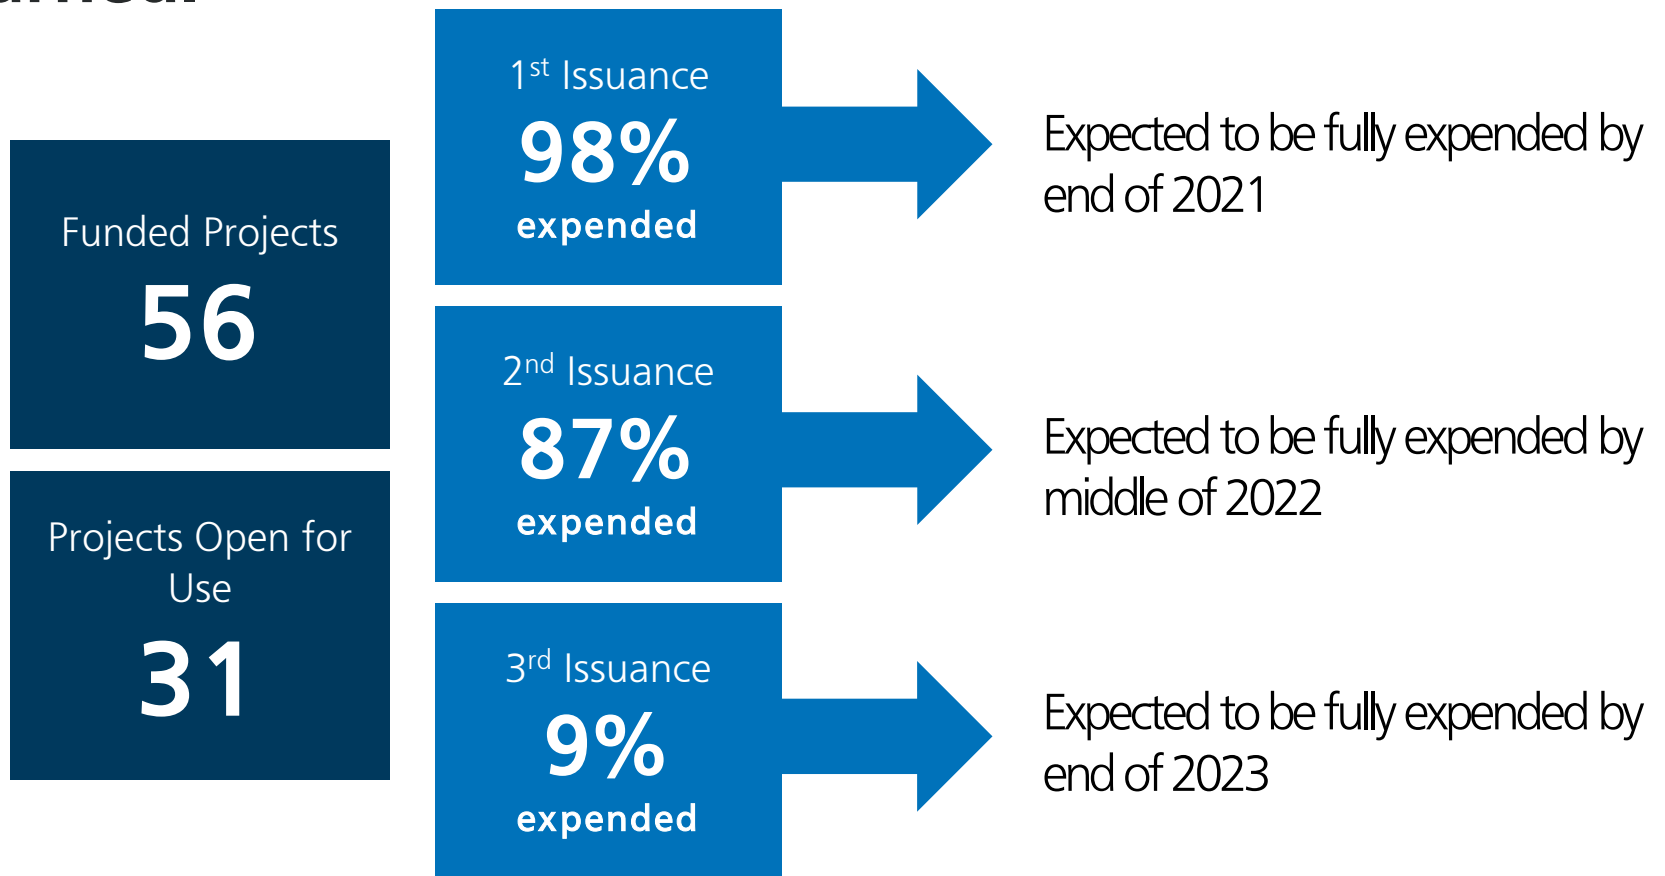 Funded Projects
56
Projects Open for
Use
31
1st Issuance
98%
expended
Expected to be fully expended by
end of 2021
2nd Issuance
87%
expended
Expected to be fully expended by
middle of 2022
3rd Issuance
9%
expended
Expected to be fully expended by
end of 2023